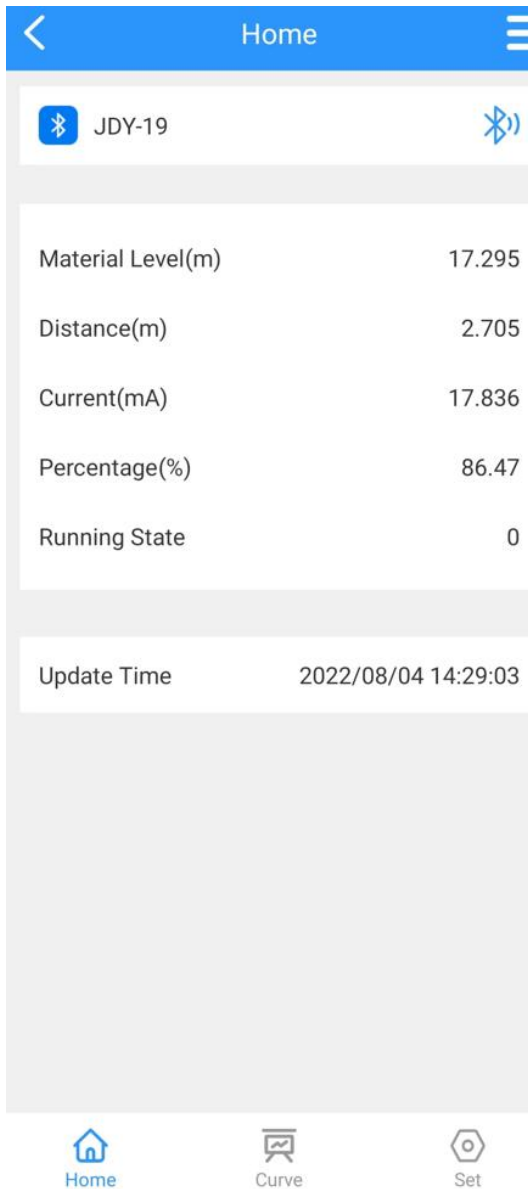 Home
JDY-19
Material Level(m) 17.295
Distance(m) 2.705
Current(mA) 17.836
Percentage(%) 86.47
Running State 0
Update Time 2022/08/04 14:29:03
Home Curve Set